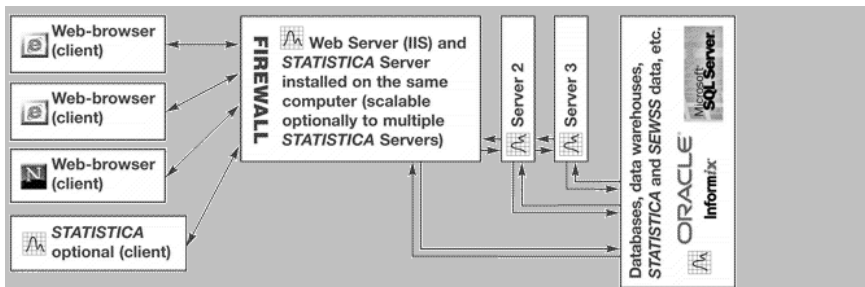 Web-browser
(client)
Web-browser
(client)
N
Web-browser
(client)
STATISTICA
optional (client)
FIREWALL
Web Server (IIS) and
STATISTICA Server
installed on the same
computer (scalable
optionally to multiple
STATISTICA Servers)
Server 2
Server 3
Databases, data warehouses,
STATISTICA and SEWSS data, etc.
ORACLE®
Informix®
Microsoft
SQL Server